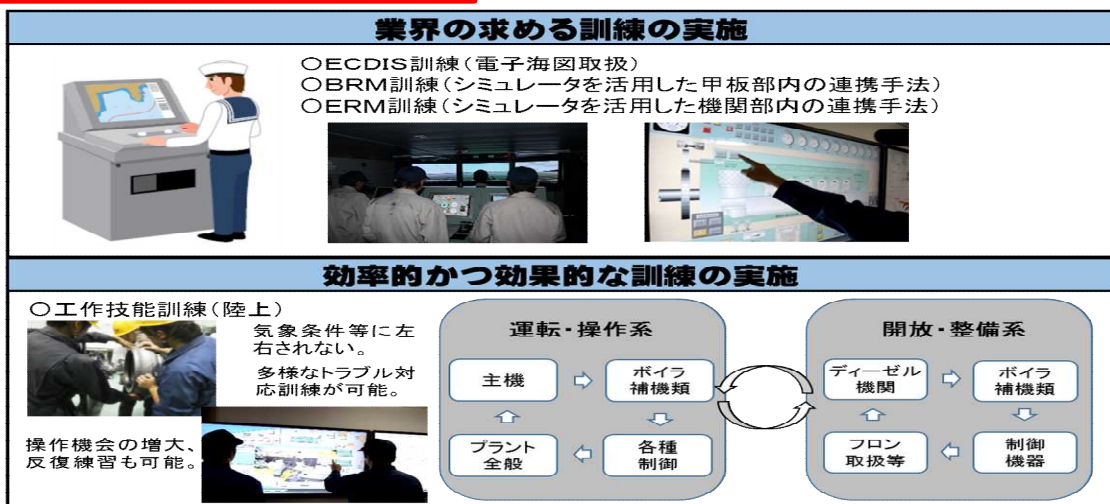 業界の求める訓練の実施
○ECDIS訓練(電子海図取扱)
○BRM訓練(シミュレータを活用した甲板部内の連携手法)
○ERM訓練(シミュレータを活用した機関部内の連携手法)
効率的かつ効果的な訓練の実施
○工作技能訓練(陸上)
気象条件等に左
右されない。
多様なトラブル対
応訓練が可能。
操作機会の増大、
反復練習も可能。
運転・操作系
主機
ボイラ
補機類
プラント
全般
各種
制御
開放・整備系
ディーゼル
機関
ボイラ
補機類
フロン
取扱等
制御
機器